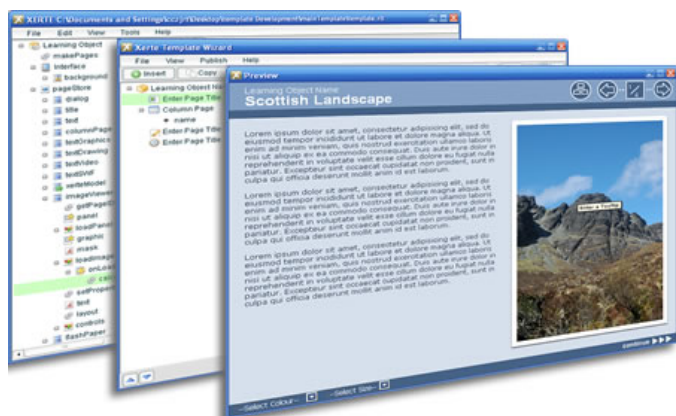 XERTE C:\Documents and Settings\cczjrt\Desktop\Template Development\mainTemplate\template.rlt
File Edit View Tools Help
Learning Object
makePages
Interface
background
pageStore
dialog
title
text
columnPage
textGraphics
textDrawing
textVideo
textSWF
xerteModel
imageViewer
getPageD
panel
loadPanel
graphic
mask
loadImage
onLoad
setProper
text
layout
controls
flashPaper
Xerte Template Wizard
File View Publish Help
Insert Copy
Learning Object Na
Enter Page Title
Column Page
name
Enter Page Title
Enter Page Title
Preview
Learning Object Name
Scottish Landscape
Lorem ipsum dolor sit amet, consectetur adipisicing elit, sed do
eiusmod tempor incididunt ut labore et dolore magna aliqua. Ut
enim ad minim veniam, quis nostrud exercitation ullamco laboris
nisi ut aliquip ex ea commodo consequat. Duis aute irure dolor in
reprehenderit in voluptate velit esse cillum dolore eu fugiat nulla
pariatur. Excepteur sint occaecat cupidatat non proident, sunt in
culpa qui officia deserunt mollit anim id est laborum.
Lorem ipsum dolor sit amet, consectetur adipisicing elit, sed do
eiusmod tempor incididunt ut labore et dolore magna aliqua. Ut
enim ad minim veniam, quis nostrud exercitation ullamco laboris
nisi ut aliquip ex ea commodo consequat. Duis aute irure dolor in
reprehenderit in voluptate velit esse cillum dolore eu fugiat nulla
pariatur. Excepteur sint occaecat cupidatat non proident, sunt in
culpa qui officia deserunt mollit anim id est laborum.
Lorem ipsum dolor sit amet, consectetur adipisicing elit, sed do
eiusmod tempor incididunt ut labore et dolore magna aliqua. Ut
enim ad minim veniam, quis nostrud exercitation ullamco laboris
nisi ut aliquip ex ea commodo consequat. Duis aute irure dolor in
reprehenderit in voluptate velit esse cillum dolore eu fugiat nulla
pariatur. Excepteur sint occaecat cupidatat non proident, sunt in
culpa qui officia deserunt mollit anim id est laborum.
Enter a Tooltip
continue
--Select Colour-- --Select Size--